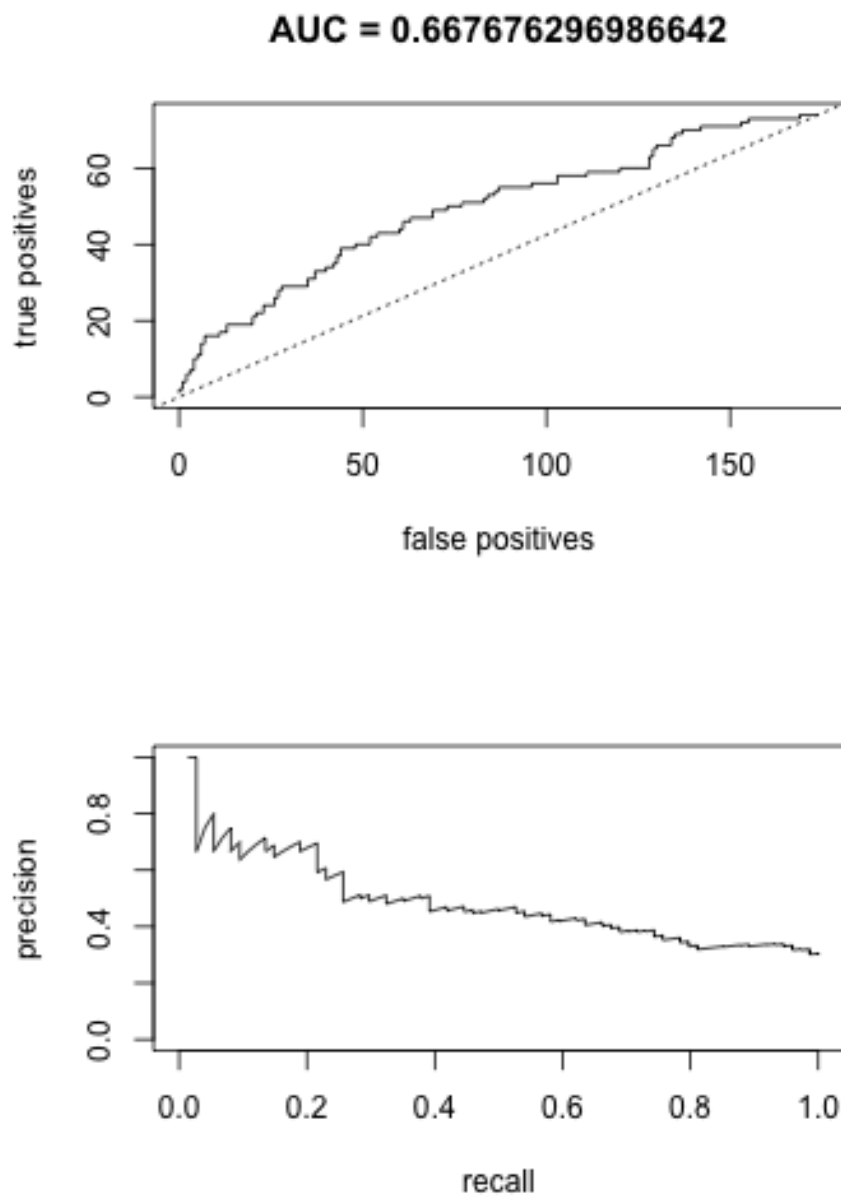 AUC = 0.667676296986642
true positives
60
40
20
0
0 50 100 150
false positives
precision
0.8
0.4
0.0
0.0 0.2 0.4 0.6 0.8 1.0
recall